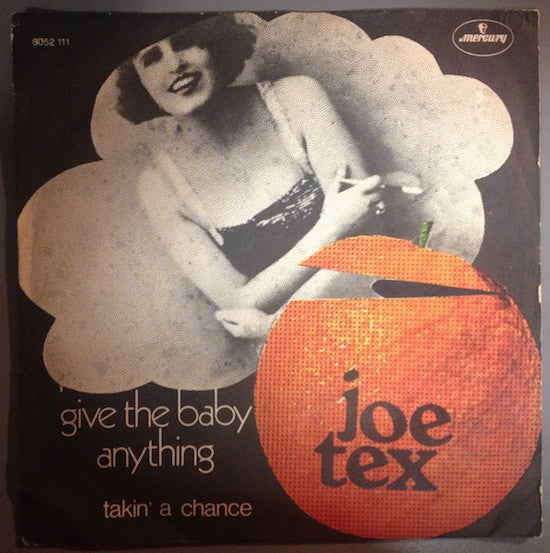 6052 111
mercury
give the baby
anything
joe
tex
takin' a chance